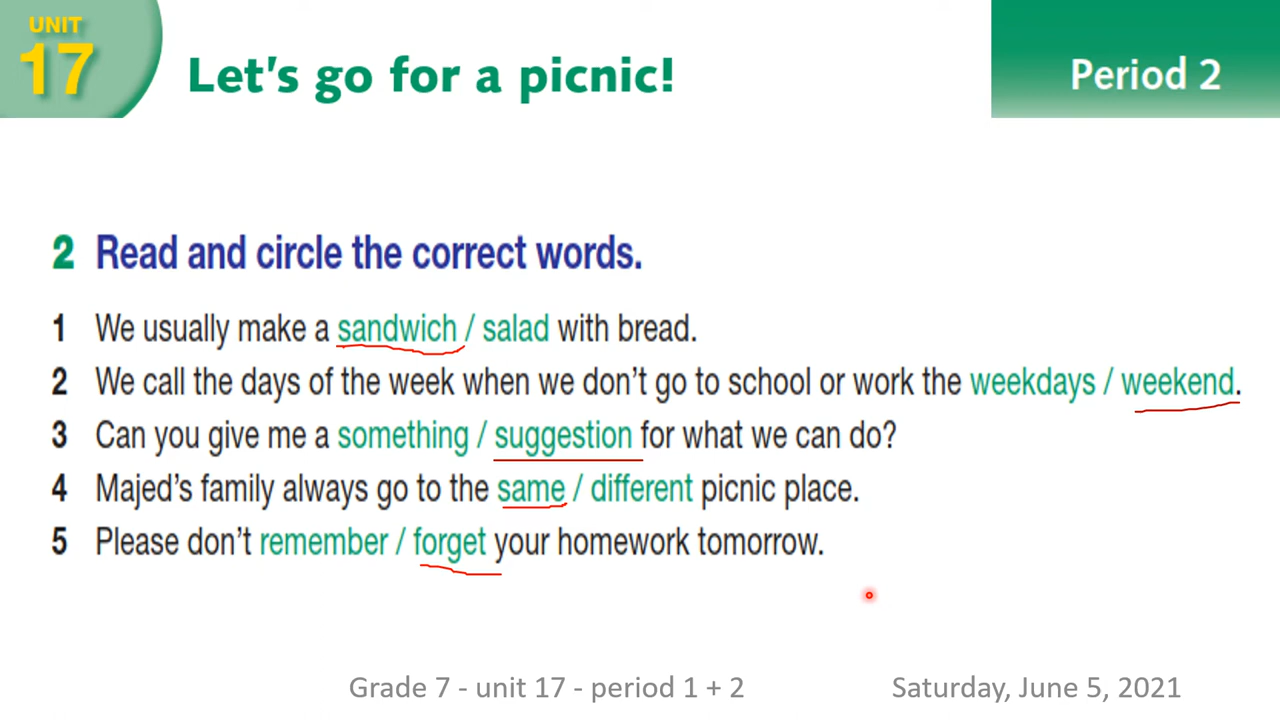 UNIT
17
Let's go for a picnic!
Period 2
2 Read and circle the correct words.
1 We usually make a sandwich / salad with bread.
2 We call the days of the week when we don't go to school or work the weekdays / weekend.
3 Can you give me a something / suggestion for what we can do?
4 Majed's family always go to the same / different picnic place.
5 Please don't remember / forget your homework tomorrow.
Grade 7 - unit 17 - period 1 + 2
Saturday, June 5, 2021